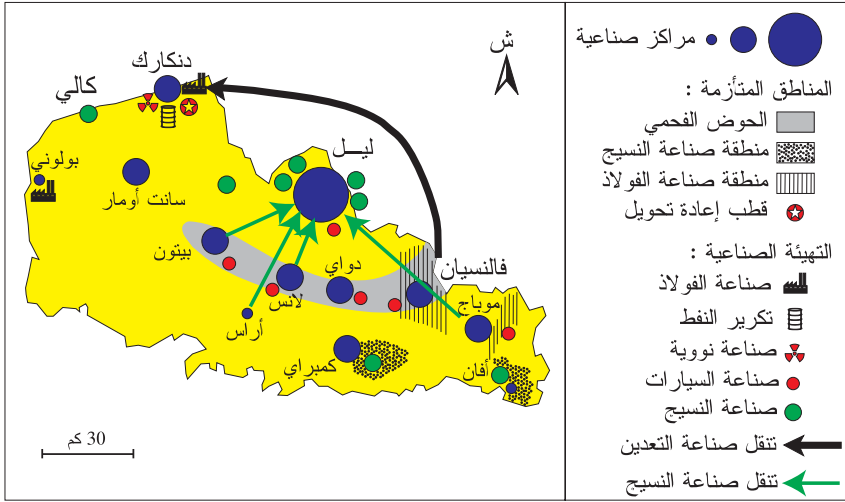 ش
دنكارك
كالي
ليـــل
بولوني
سانت أومار
بيتون
دواي
فالنسيان
لانس
موباج
أراس
كمبراي
أفان
30 كم
مراكز صناعية
المناطق المتأزمة :
الحوض الفحمي
منطقة صناعة النسيج
منطقة صناعة الفولاذ
قطب إعادة تحويل
التهيئة الصناعية :
صناعة الفولاذ
تكرير النفط
صناعة نووية
صناعة السيارات
صناعة النسيج
تنقل صناعة التعدين
تنقل صناعة النسيج